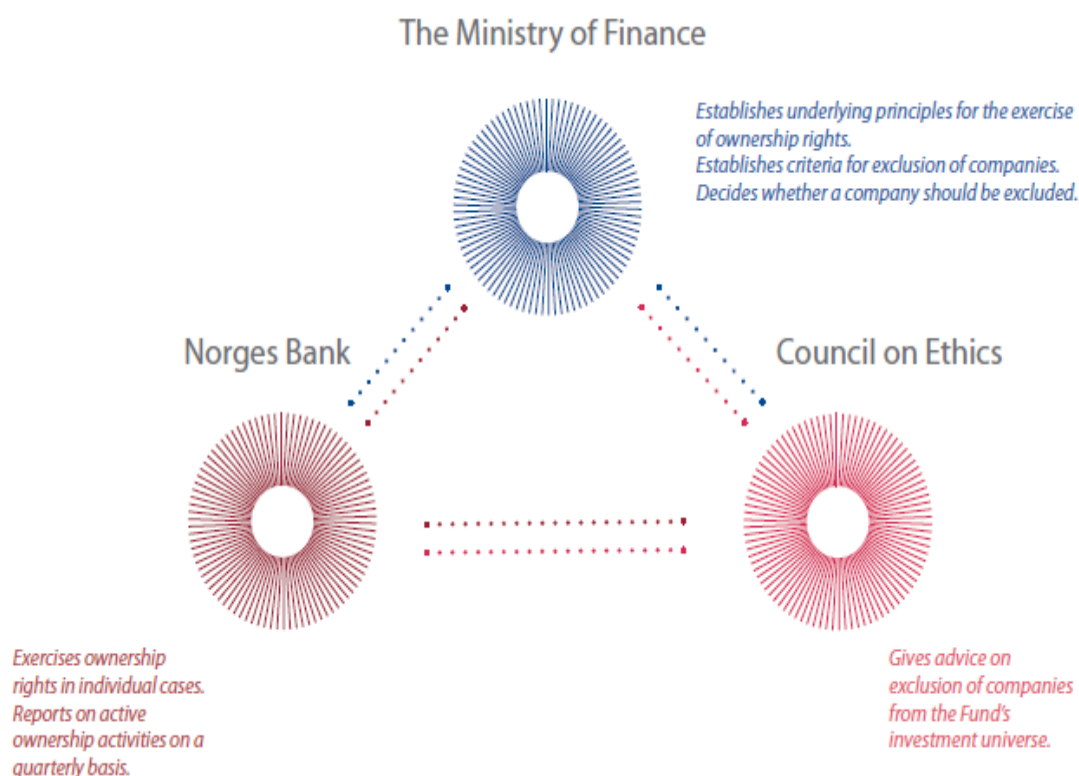 The Ministry of Finance
Establishes underlying principles for the exercise
of ownership rights.
Establishes criteria for exclusion of companies.
Decides whether a company should be excluded.
Norges Bank
Council on Ethics
Exercises ownership
rights in individual cases.
Reports on active
ownership activities on a
quarterly basis.
Gives advice on
exclusion of companies
from the Fund's
investment universe.